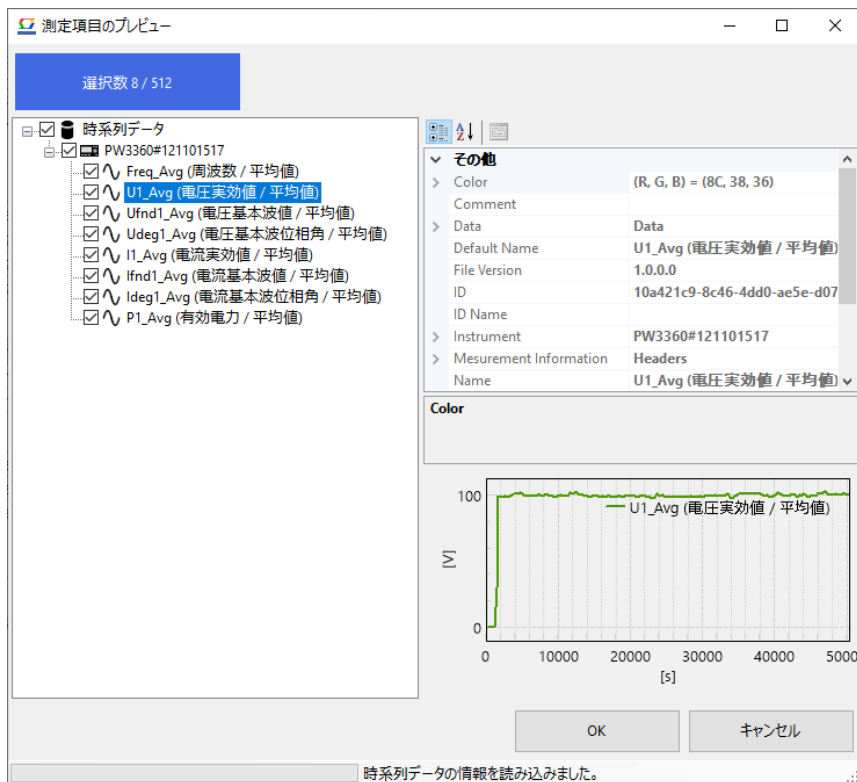 測定項目のプレビュー
選択数 8 / 512
時系列データ
PW3360#121101517
Freq_Avg (周波数 / 平均値)
U1_Avg (電圧実効値 / 平均値)
Ufnd1_Avg (電圧基本波値 / 平均値)
Udeg1_Avg (電圧基本波位相角 / 平均値)
I1_Avg (電流実効値 / 平均値)
Ifnd1_Avg (電流基本波値 / 平均値)
Ideg1_Avg (電流基本波位相角 / 平均値)
P1_Avg (有効電力 / 平均値)
その他
Color (R, G, B) = (8C, 38, 36)
Comment
Data Data
Default Name U1_Avg (電圧実効値 / 平均値)
File Version 1.0.0.0
ID 10a421c9-8c46-4dd0-ae5e-d07
ID Name
Instrument PW3360#121101517
Mesurement Information Headers
Name U1_Avg (電圧実効値 / 平均値)
Color
100
U1_Avg (電圧実効値 / 平均値)
[V]
0
0 10000 20000 30000 40000 5000
[s]
OK キャンセル
時系列データの情報を読み込みました。